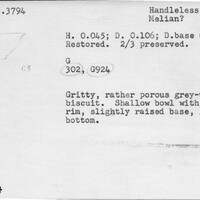 .3794
Handleless
Melian?
H. 0.045; D. 0.106; D.base
Restored. 2/3 preserved.
G
302, G924
Gritty, rather porous grey-
biscuit. Shallow bowl with
rim, slightly raised base,
bottom.